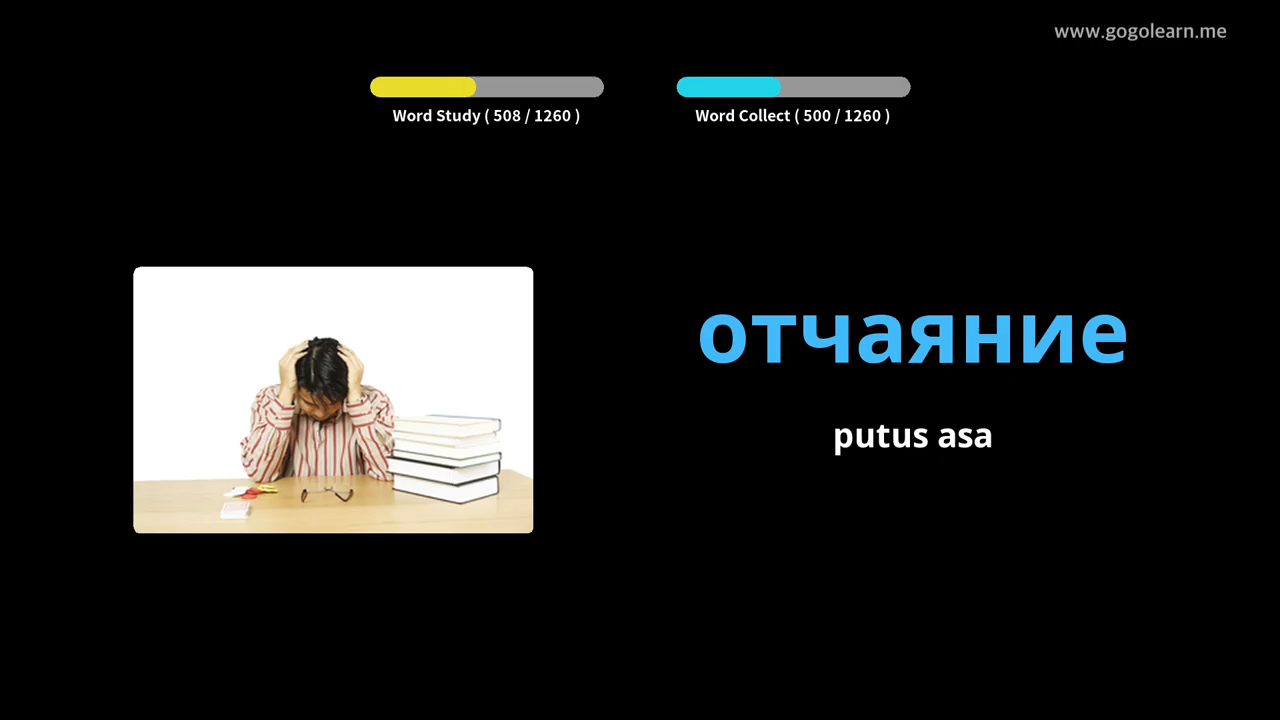 www.gogolearn.me
Word Study ( 508 / 1260 )
Word Collect ( 500 / 1260 )
отчаяние
putus asa